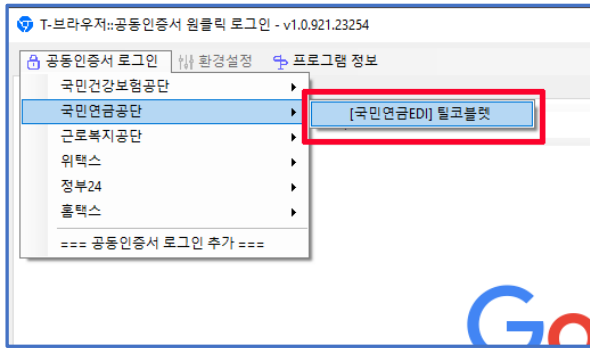 T-브라우저::공동인증서 원클릭 로그인 - v1.0.921.23254
공동인증서 로그인 환경설정 프로그램 정보
국민건강보험공단
국민연금공단
[국민연금EDI] 틸코블렛
근로복지공단
위택스
정부24
홈택스
=== 공동인증서 로그인 추가 ===
Go